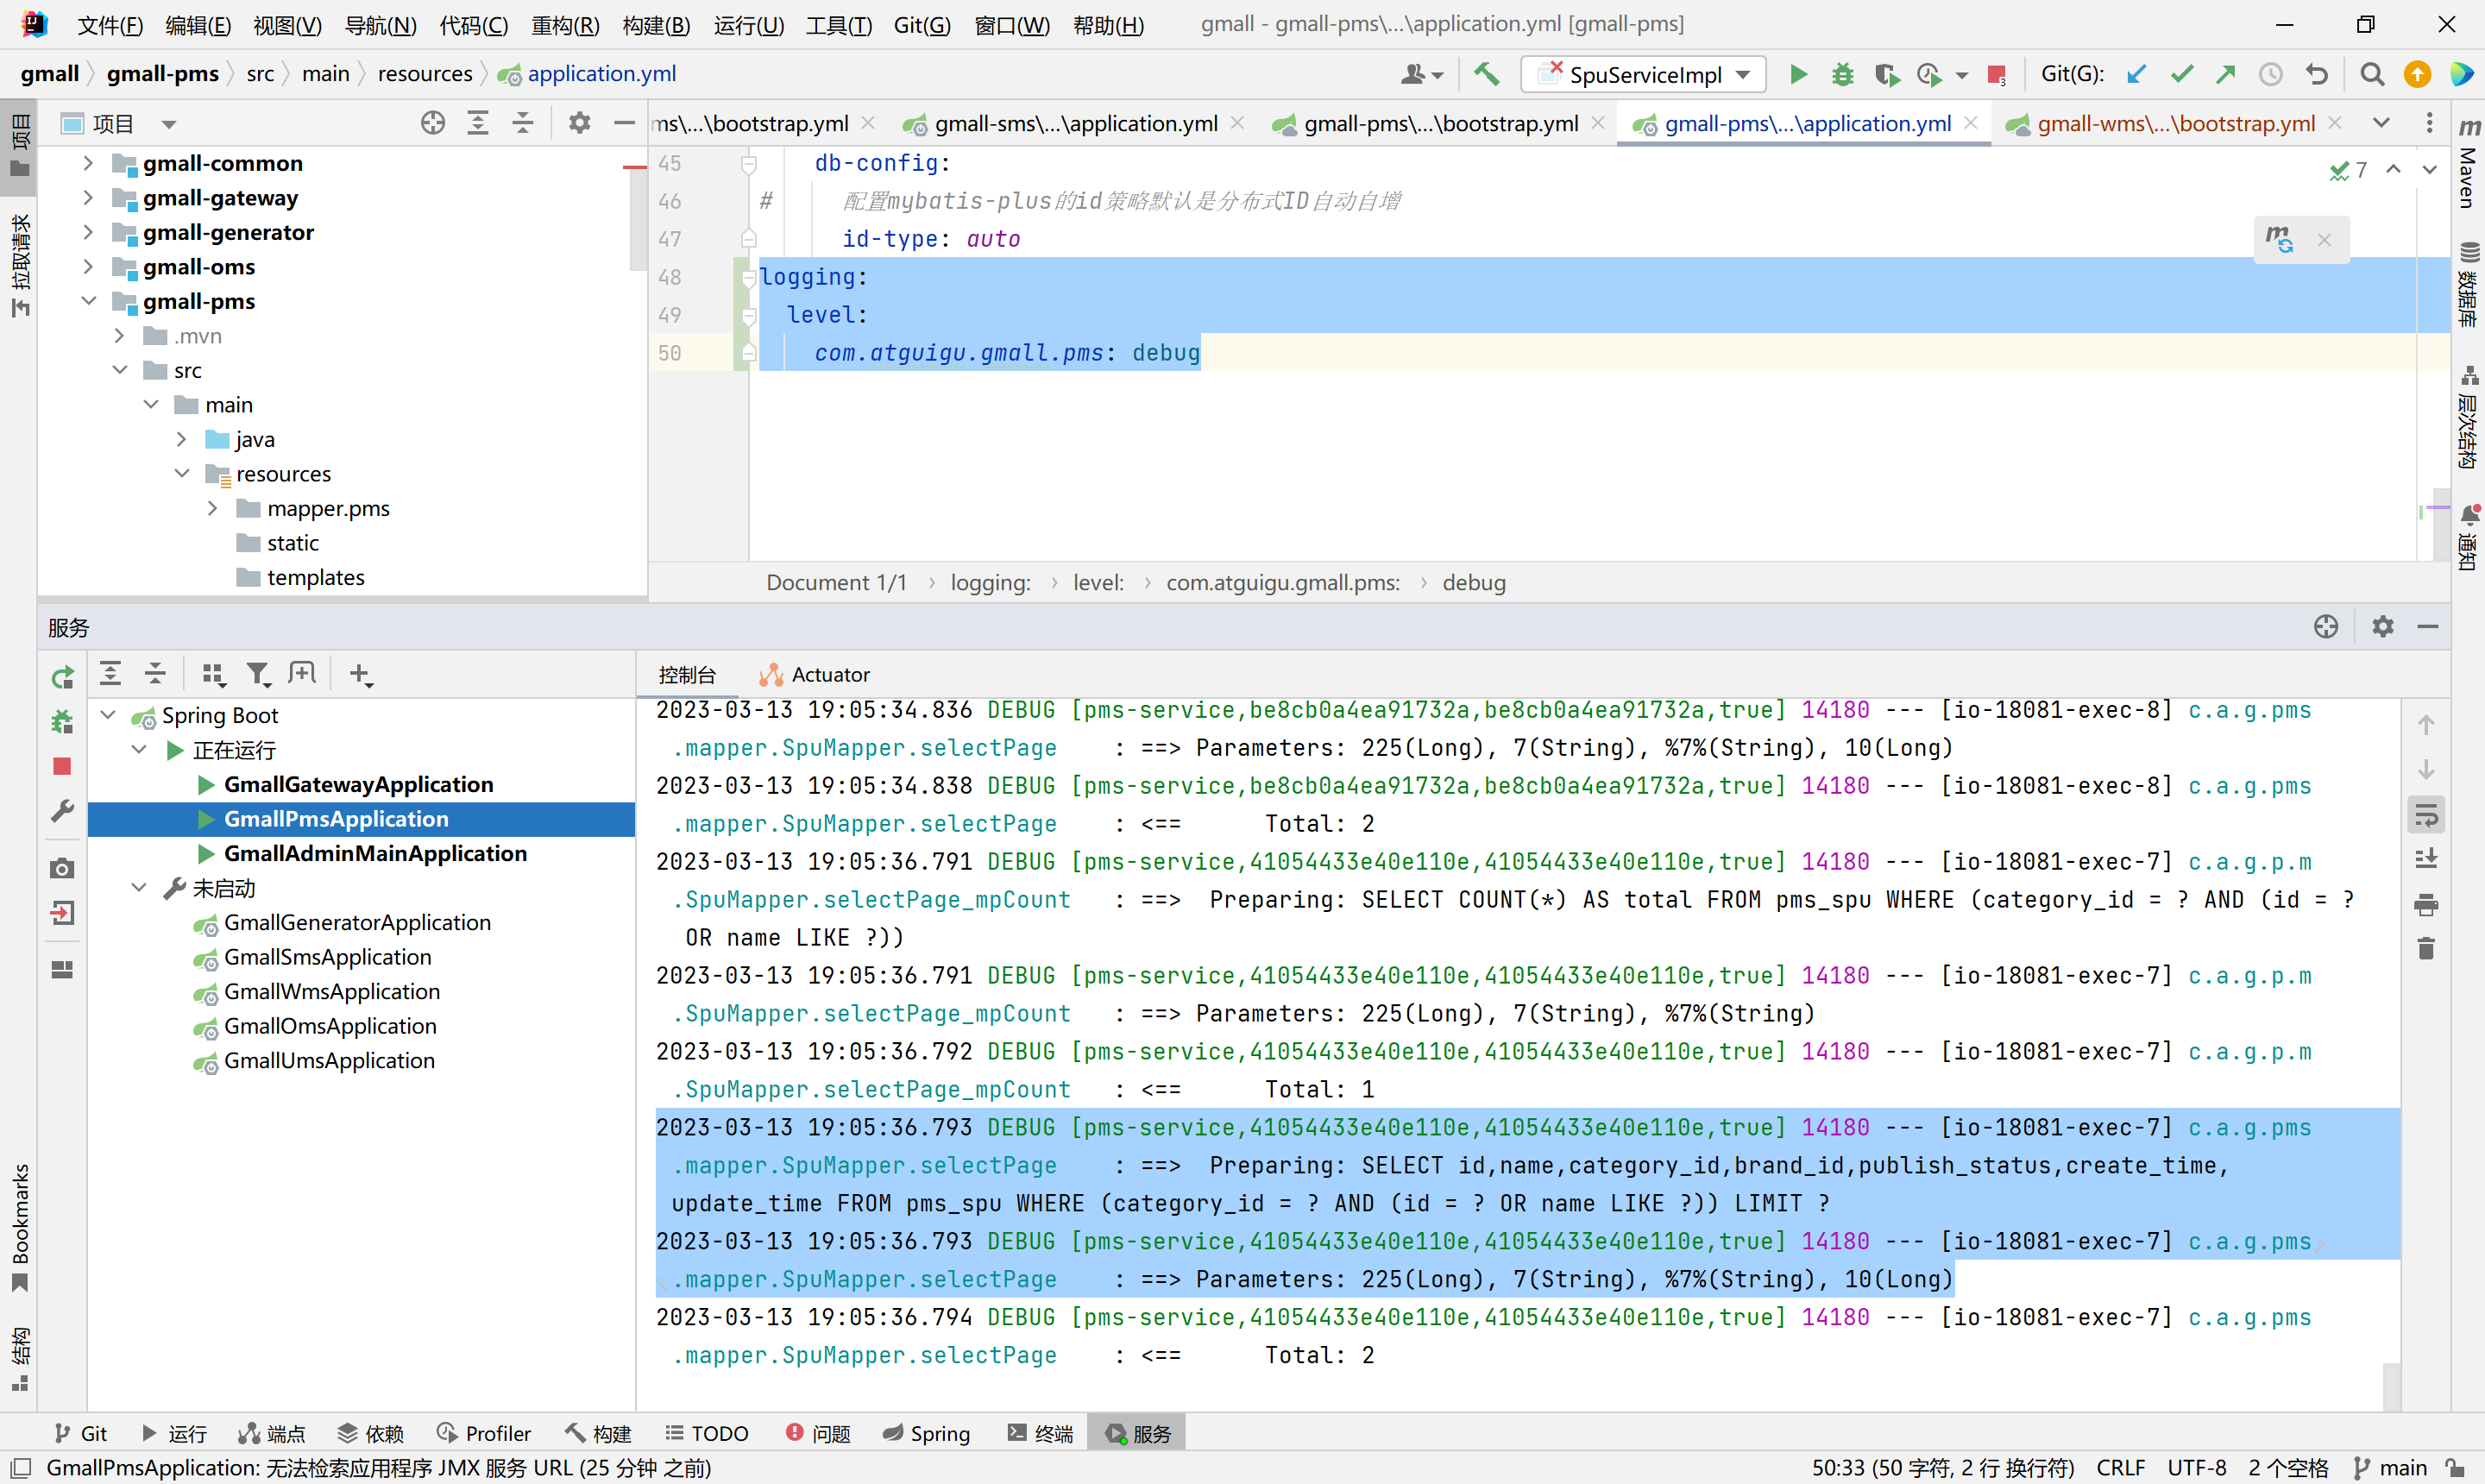 文件(F) 编辑(E) 视图(V) 导航(N) 代码(C) 重构(R) 构建(B) 运行(U) 工具(T) Git(G) 窗口(W) 帮助(H) gmall - gmall-pms\...\application.yml [gmall-pms]
gmall gmall-pms src main resources application.yml SpuServiceImpl 3 Git(G):
项目
ms\...\bootstrap.yml gmall-sms\...\application.yml gmall-pms\...\bootstrap.yml gmall-pms\...\application.yml gmall-wms\...\bootstrap.yml
项目
拉取请求
Bookmarks
结构
gmall-common
gmall-gateway
gmall-generator
gmall-oms
gmall-pms
.mvn
src
main
java
resources
mapper.pms
static
templates
45 db-config:
46 # 配置mybatis-plus的id策略默认是分布式ID自动自增
47 id-type: auto
48 logging:
49 level:
50 com.atguigu.gmall.pms: debug
7
Document 1/1 › logging: › level: › com.atguigu.gmall.pms: › debug
Maven
数据库
层次结构
通知
服务
控制台 Actuator
Spring Boot
正在运行
GmallGatewayApplication
GmallPmsApplication
GmallAdminMainApplication
未启动
GmallGeneratorApplication
GmallSmsApplication
GmallWmsApplication
GmallOmsApplication
GmallUmsApplication
2023-03-13 19:05:34.836 DEBUG [pms-service,be8cb0a4ea91732a,be8cb0a4ea91732a,true] 14180 --- [io-18081-exec-8] c.a.g.pms
.mapper.SpuMapper.selectPage : ==> Parameters: 225(Long), 7(String), %7%(String), 10(Long)
2023-03-13 19:05:34.838 DEBUG [pms-service,be8cb0a4ea91732a,be8cb0a4ea91732a,true] 14180 --- [io-18081-exec-8] c.a.g.pms
.mapper.SpuMapper.selectPage : <== Total: 2
2023-03-13 19:05:36.791 DEBUG [pms-service,41054433e40e110e,41054433e40e110e,true] 14180 --- [io-18081-exec-7] c.a.g.p.m
.SpuMapper.selectPage_mpCount : ==> Preparing: SELECT COUNT(*) AS total FROM pms_spu WHERE (category_id = ? AND (id = ?
OR name LIKE ?))
2023-03-13 19:05:36.791 DEBUG [pms-service,41054433e40e110e,41054433e40e110e,true] 14180 --- [io-18081-exec-7] c.a.g.p.m
.SpuMapper.selectPage_mpCount : ==> Parameters: 225(Long), 7(String), %7%(String)
2023-03-13 19:05:36.792 DEBUG [pms-service,41054433e40e110e,41054433e40e110e,true] 14180 --- [io-18081-exec-7] c.a.g.p.m
.SpuMapper.selectPage_mpCount : <== Total: 1
2023-03-13 19:05:36.793 DEBUG [pms-service,41054433e40e110e,41054433e40e110e,true] 14180 --- [io-18081-exec-7] c.a.g.pms
.mapper.SpuMapper.selectPage : ==> Preparing: SELECT id,name,category_id,brand_id,publish_status,create_time,
update_time FROM pms_spu WHERE (category_id = ? AND (id = ? OR name LIKE ?)) LIMIT ?
2023-03-13 19:05:36.793 DEBUG [pms-service,41054433e40e110e,41054433e40e110e,true] 14180 --- [io-18081-exec-7] c.a.g.pms
.mapper.SpuMapper.selectPage : ==> Parameters: 225(Long), 7(String), %7%(String), 10(Long)
2023-03-13 19:05:36.794 DEBUG [pms-service,41054433e40e110e,41054433e40e110e,true] 14180 --- [io-18081-exec-7] c.a.g.pms
.mapper.SpuMapper.selectPage : <== Total: 2
Git 运行 端点 依赖 Profiler 构建 TODO 问题 Spring 终端 服务
GmallPmsApplication: 无法检索应用程序 JMX 服务 URL (25 分钟 之前) 50:33 (50 字符, 2 行 换行符) CRLF UTF-8 2 个空格 main